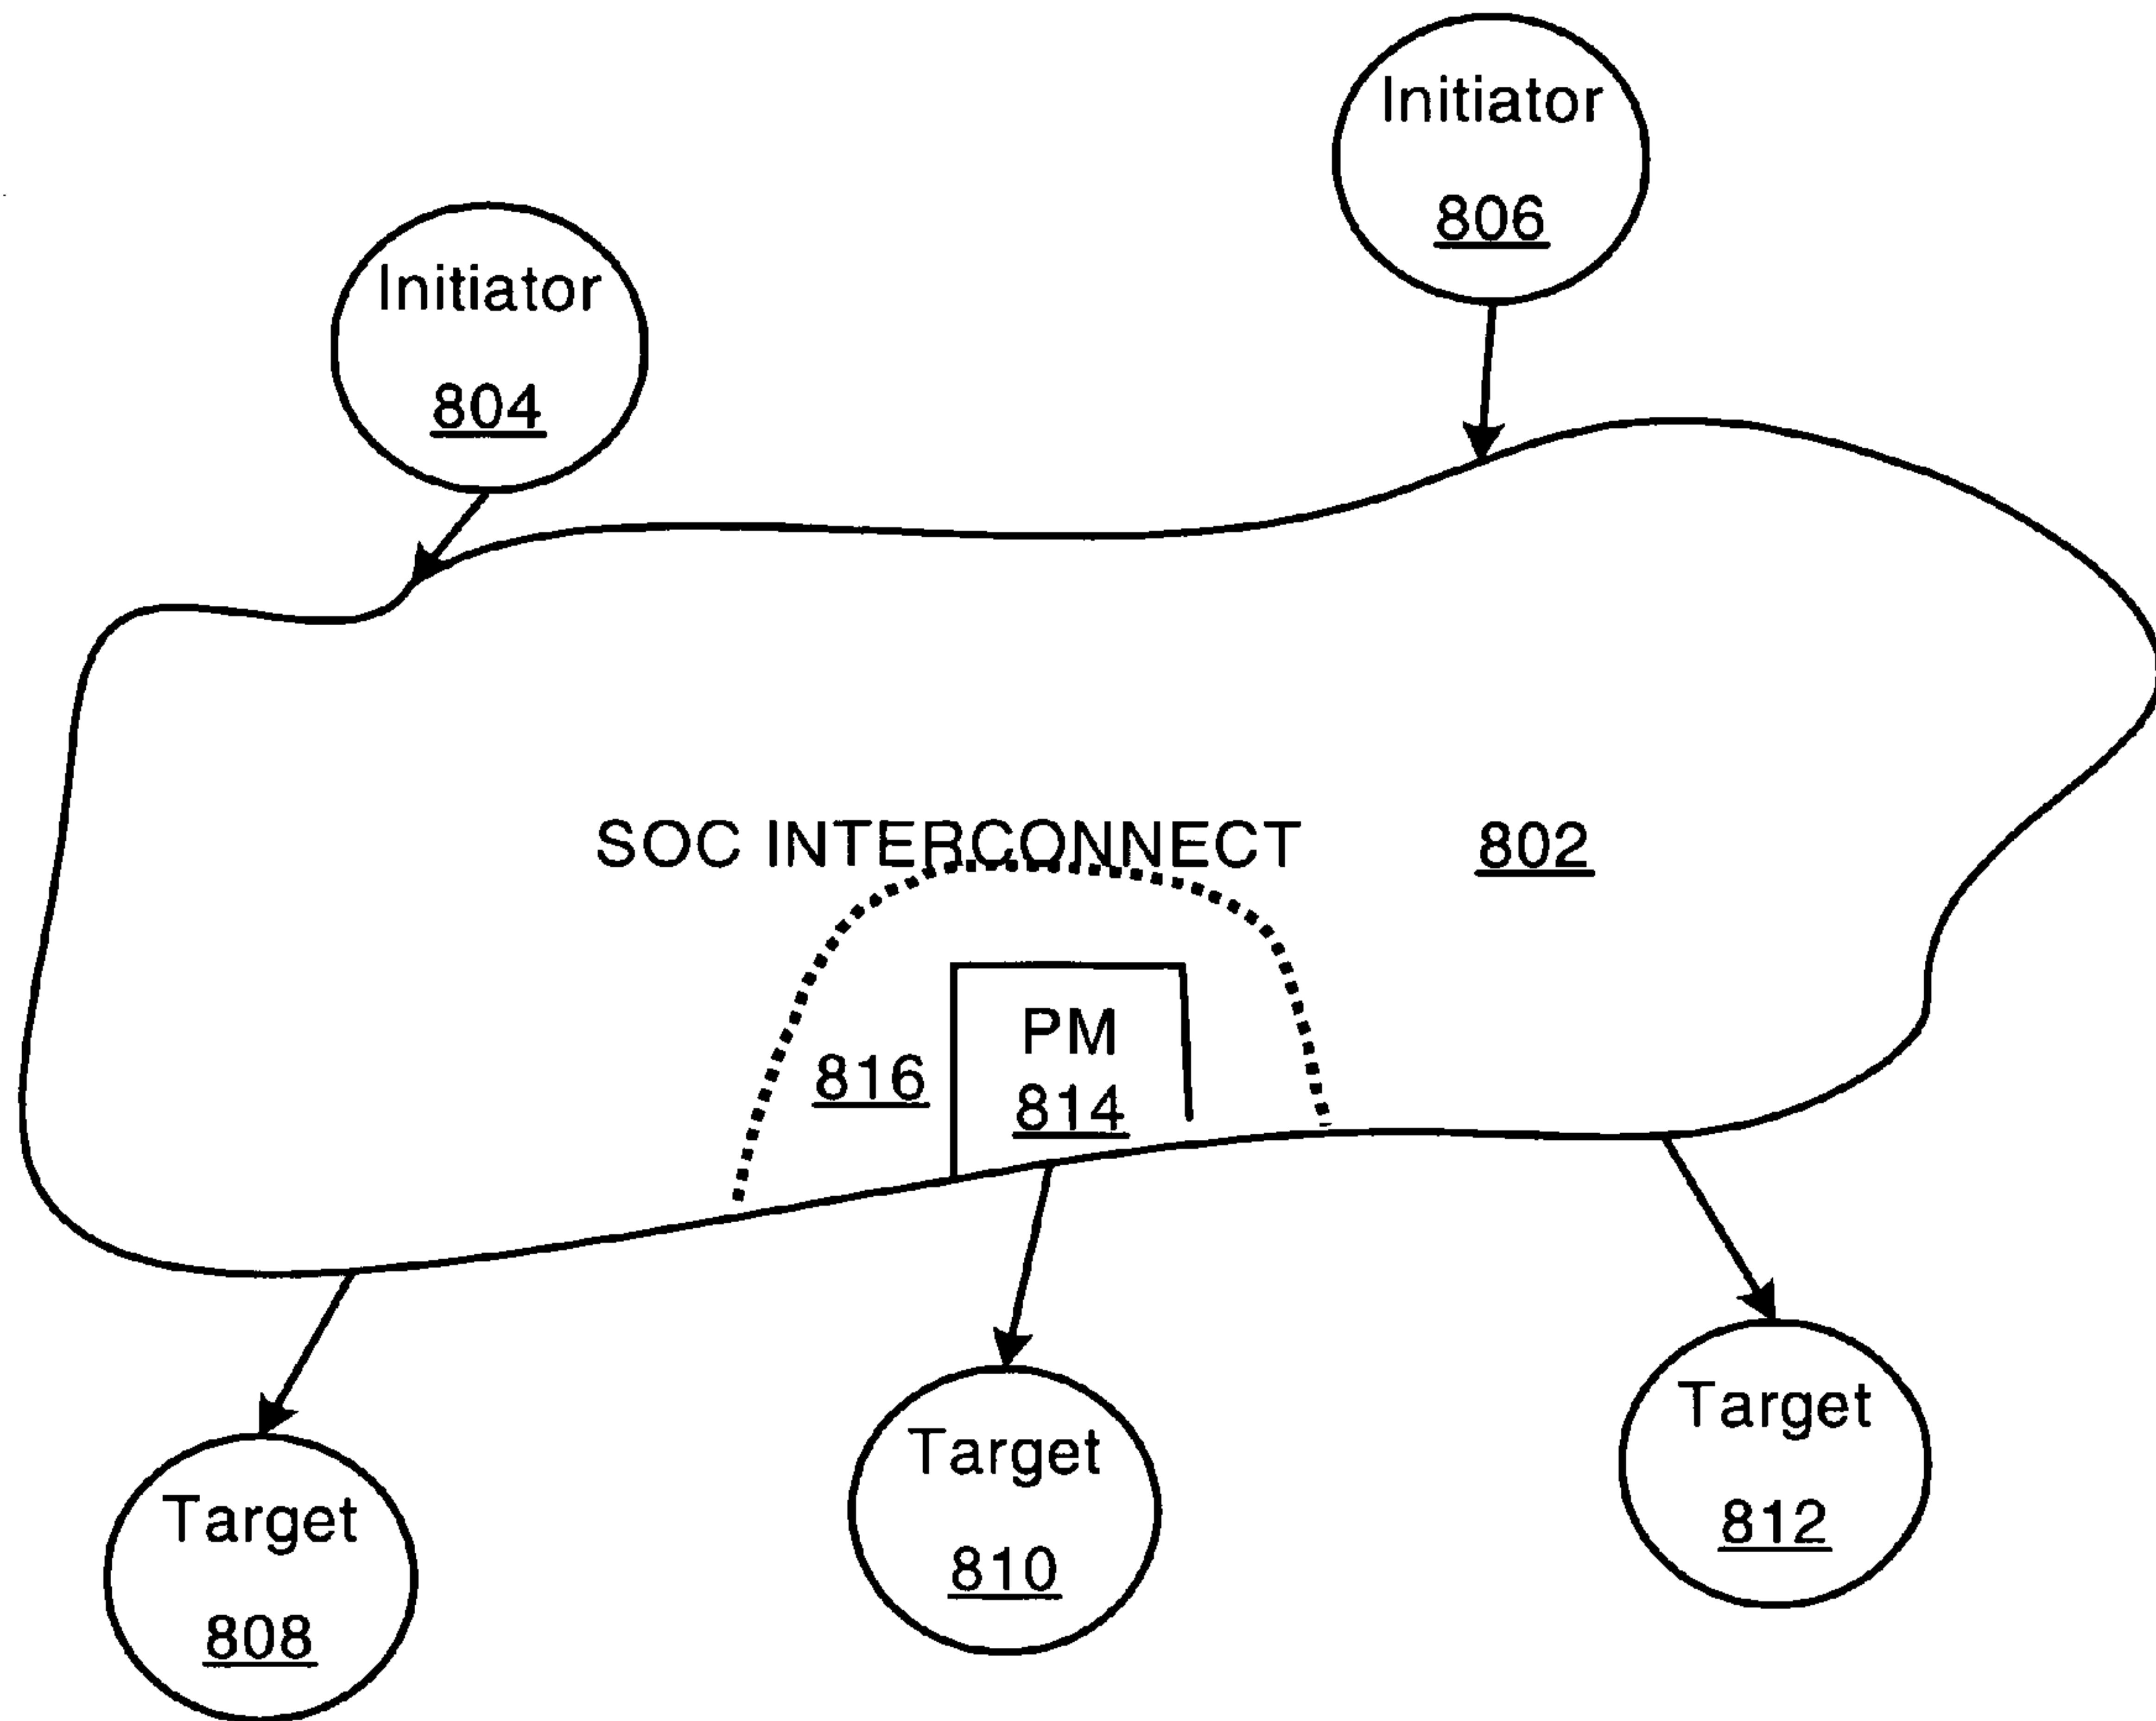 Initiator
806
Initiator
804
SOC INTERCONNECT 802
PM
816
814
Target
812
Target
810
Target
808